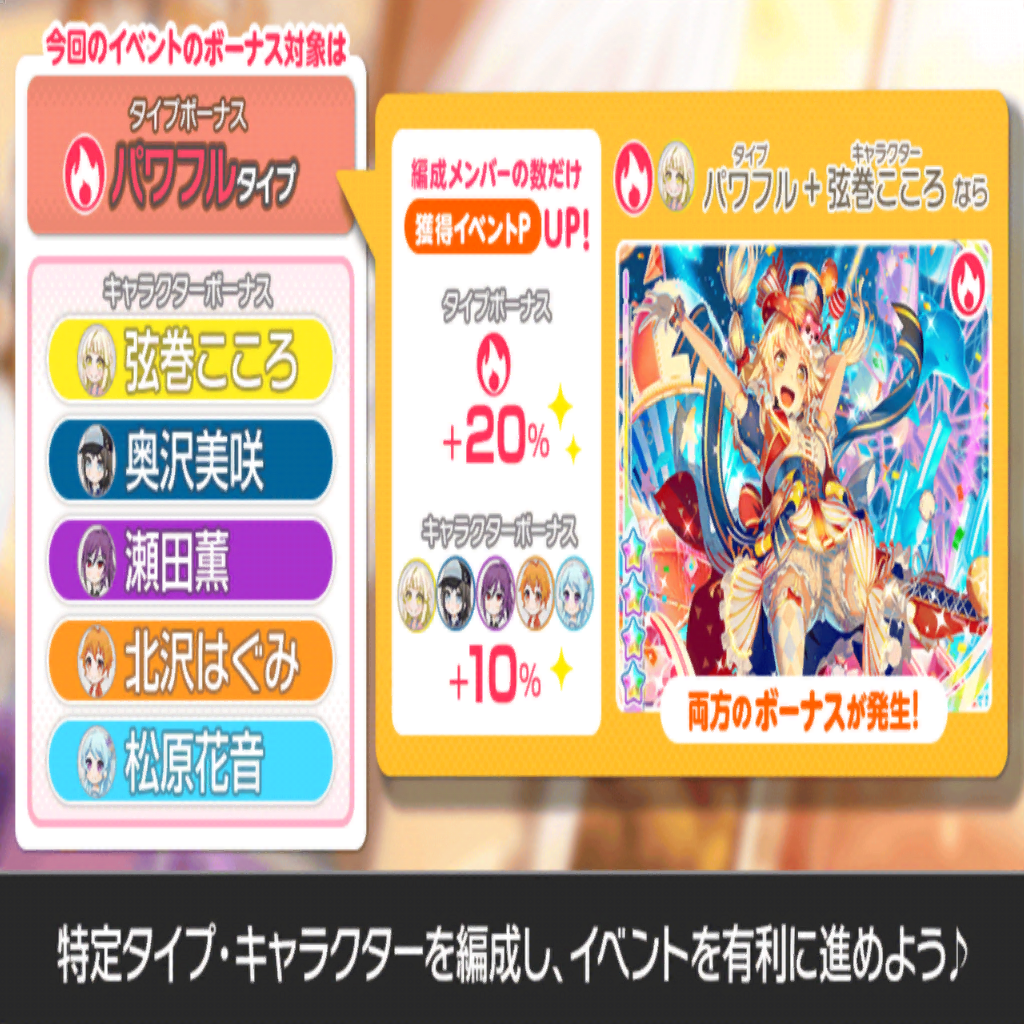 今回のイベントのボーナス対象は
タイプボーナス
パワフルタイプ
キャラクターボーナス
弦巻こころ
奥沢美咲
瀬田薫
北沢はぐみ
松原花音
編成メンバーの数だけ
獲得イベントP UP!
タイプボーナス
+20%
キャラクターボーナス
+10%
タイプ キャラクター
パワフル + 弦巻こころ なら
両方のボーナスが発生!
特定タイプ・キャラクターを編成し、イベントを有利に進めよう♪